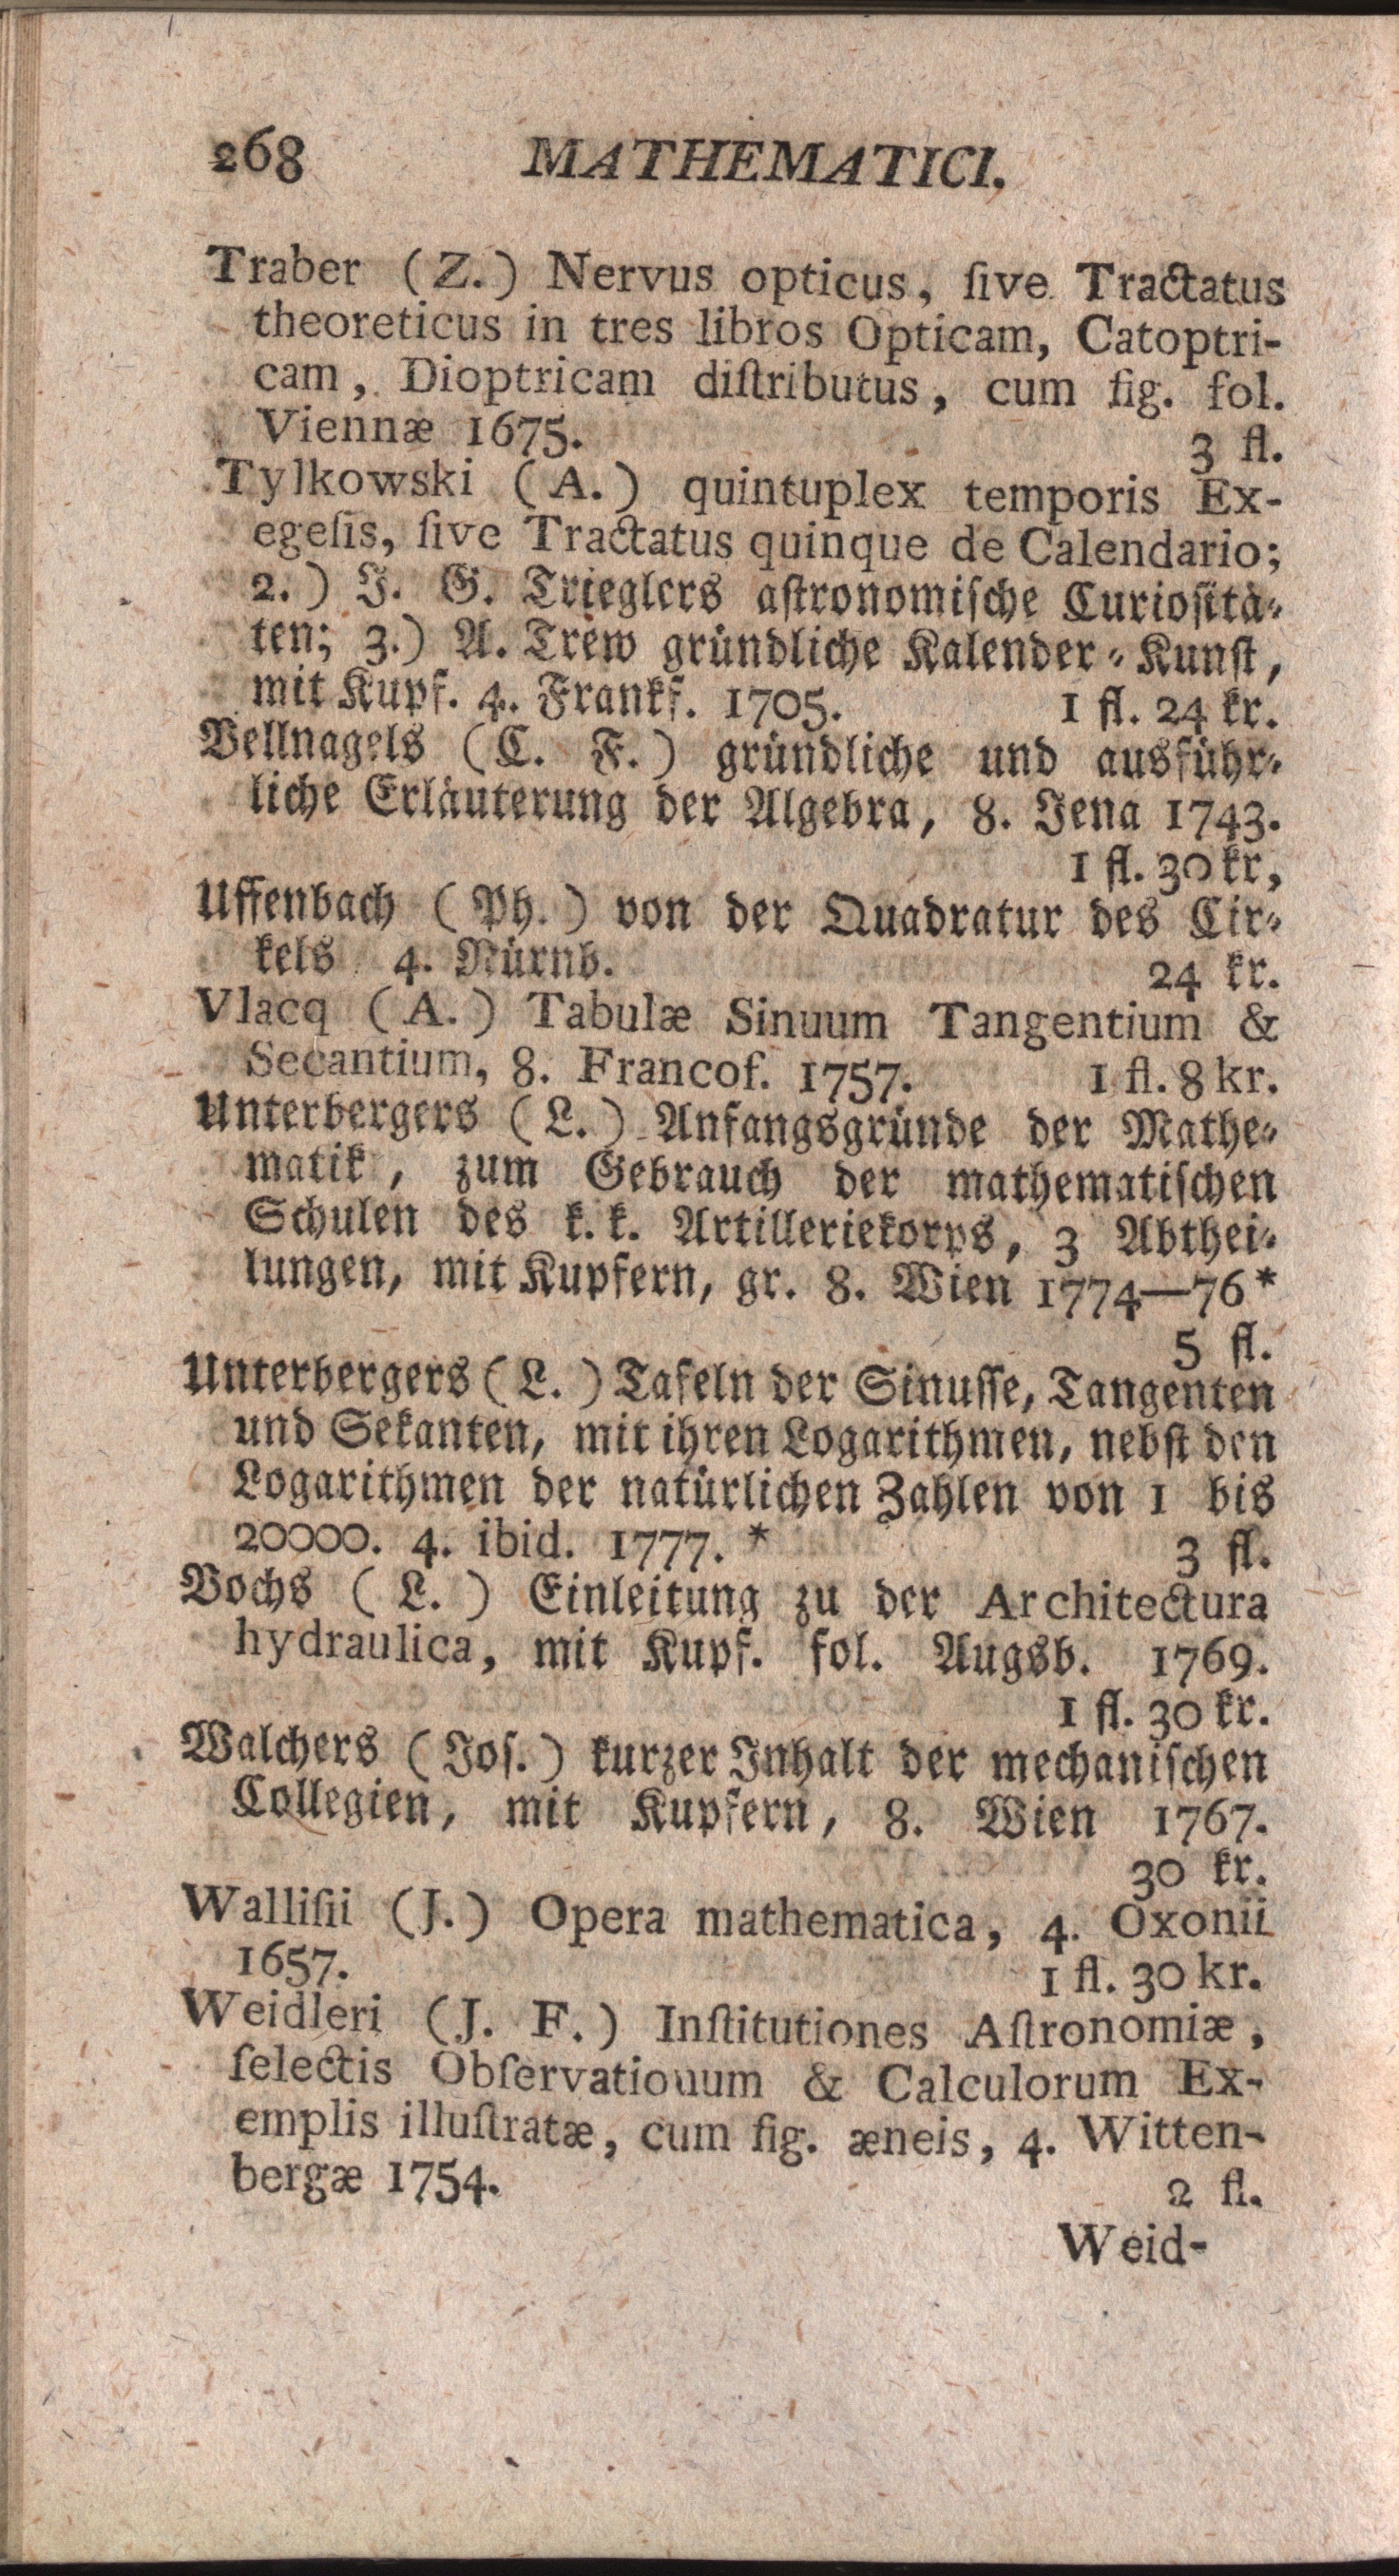 268 MATHEMATICI.
Traber (Z.) Nervus opticus, ſive Tractatus
theoreticus in tres libros Opticam, Catoptri-
cam, Dioptricam diſtributus, cum fig. fol.
Viennæ 1675. 3 fl.
Tylkowski (A.) quintuplex temporis Ex-
egeſis, ſive Tractatus quinque de Calendario;
2.) J. G. Trieglers aſtronomiſche Curioſitä-
ten; 3.) A. Trew gründliche Kalender-Kunſt,
mit Kupf. 4. Frankf. 1705. 1 fl. 24 kr.
Vellnagels (C. F.) gründliche und ausführ-
liche Erläuterung der Algebra, 8. Jena 1743.
1 fl. 30 kr,
Uffenbach (Ph.) von der Quadratur des Cir-
kels 4. Nürnb. 24 kr.
Vlacq (A.) Tabulæ Sinuum Tangentium &
Secantium, 8. Francof. 1757. 1 fl. 8 kr.
Unterbergers (L.) Anfangsgründe der Mathe-
matik, zum Gebrauch der mathematiſchen
Schulen des k. k. Artilleriekorps, 3 Abthei-
lungen, mit Kupfern, gr. 8. Wien 1774—76*
5 fl.
Unterbergers (L.) Tafeln der Sinuſſe, Tangenten
und Sekanten, mit ihren Logarithmen, nebſt den
Logarithmen der natürlichen Zahlen von 1 bis
20000. 4. ibid. 1777. * 3 fl.
Vochs (L.) Einleitung zu der Architectura
hydraulica, mit Kupf. fol. Augsb. 1769.
1 fl. 30 kr.
Walchers (Joſ.) kurzer Inhalt der mechaniſchen
Collegien, mit Kupfern, 8. Wien 1767.
30 kr.
Walliſii (J.) Opera mathematica, 4. Oxonii
1657. 1 fl. 30 kr.
Weidleri (J. F.) Inſtitutiones Aſtronomiæ,
ſelectis Obſervationum & Calculorum Ex-
emplis illuſtratæ, cum fig. æneis, 4. Witten-
bergæ 1754. 2 fl.
Weid-